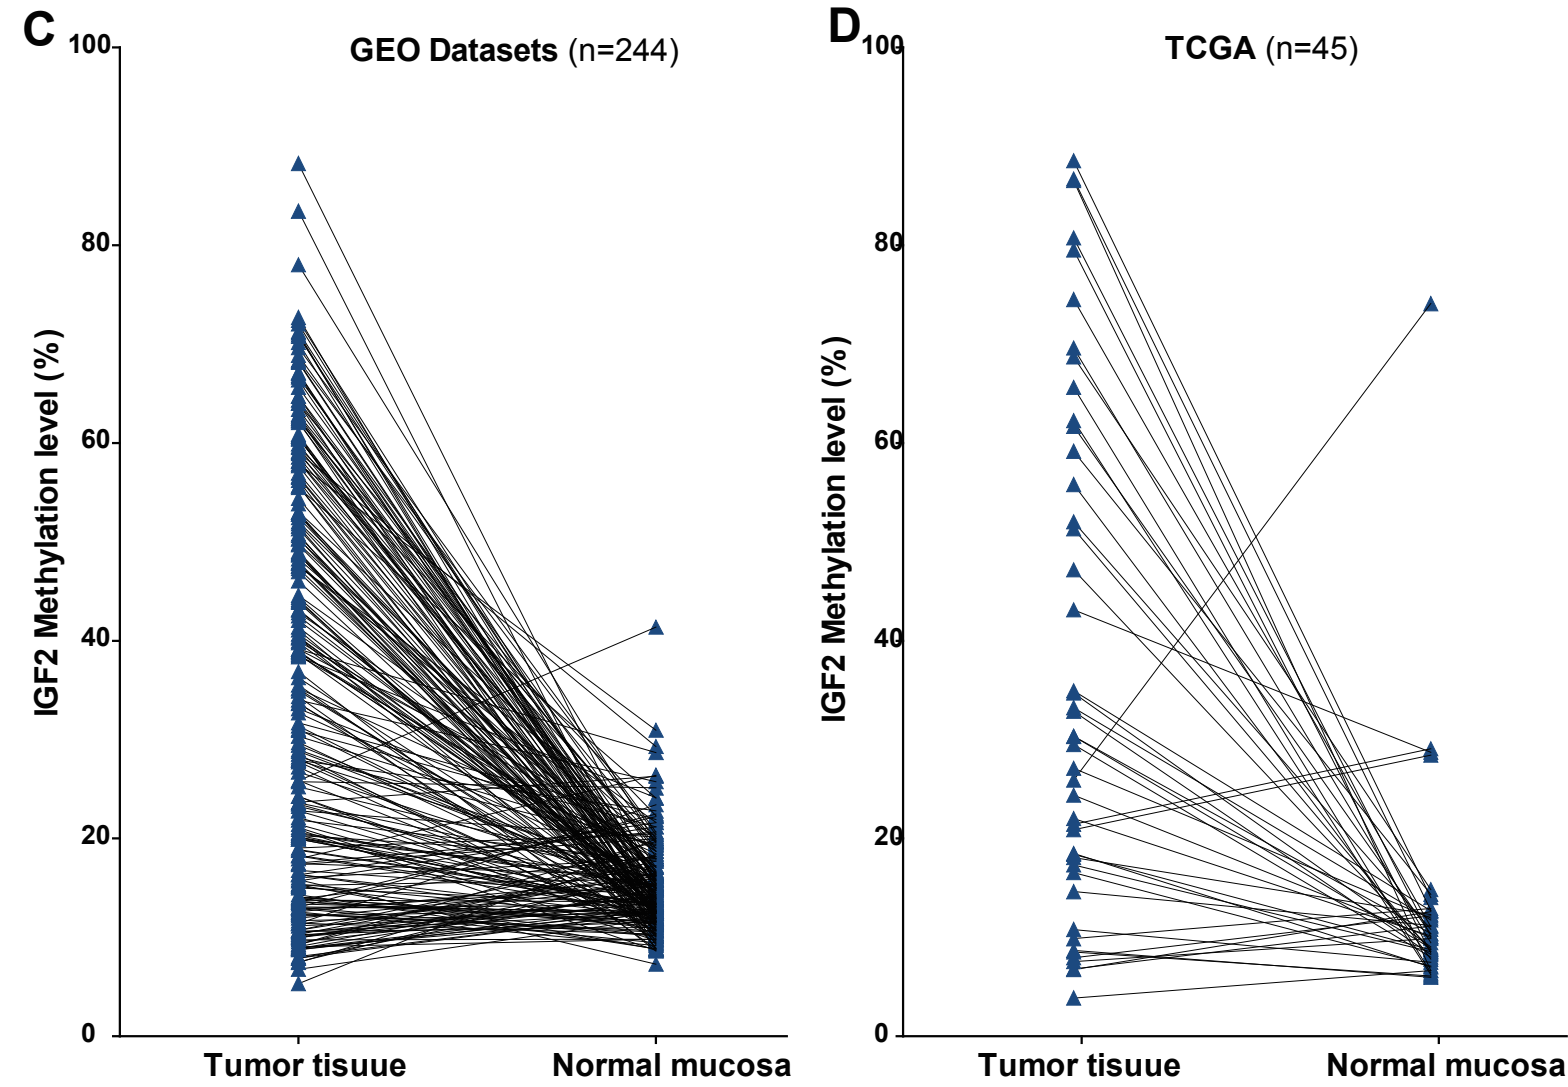 C
GEO Datasets (n=244)
IGF2 Methylation level (%)
100
80
60
40
20
0
Tumor tisuue
Normal mucosa
D
TCGA (n=45)
IGF2 Methylation level (%)
100
80
60
40
20
0
Tumor tisuue
Normal mucosa